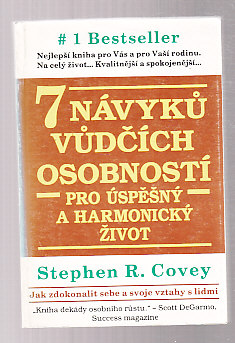 # 1 Bestseller
Nejlepší kniha pro Vás a pro Vaší rodinu.
Na celý život... Kvalitnější a spokojenější...
7 NÁVYKŮ
VŮDČÍCH
OSOBNOSTÍ
PRO ÚSPĚŠNÝ
A HARMONICKÝ
ŽIVOT
Stephen R. Covey
Jak zdokonalit sebe a svoje vztahy s lidmi
„Kniha dekády osobního růstu.“ – Scott DeGarmo,
Success magazine